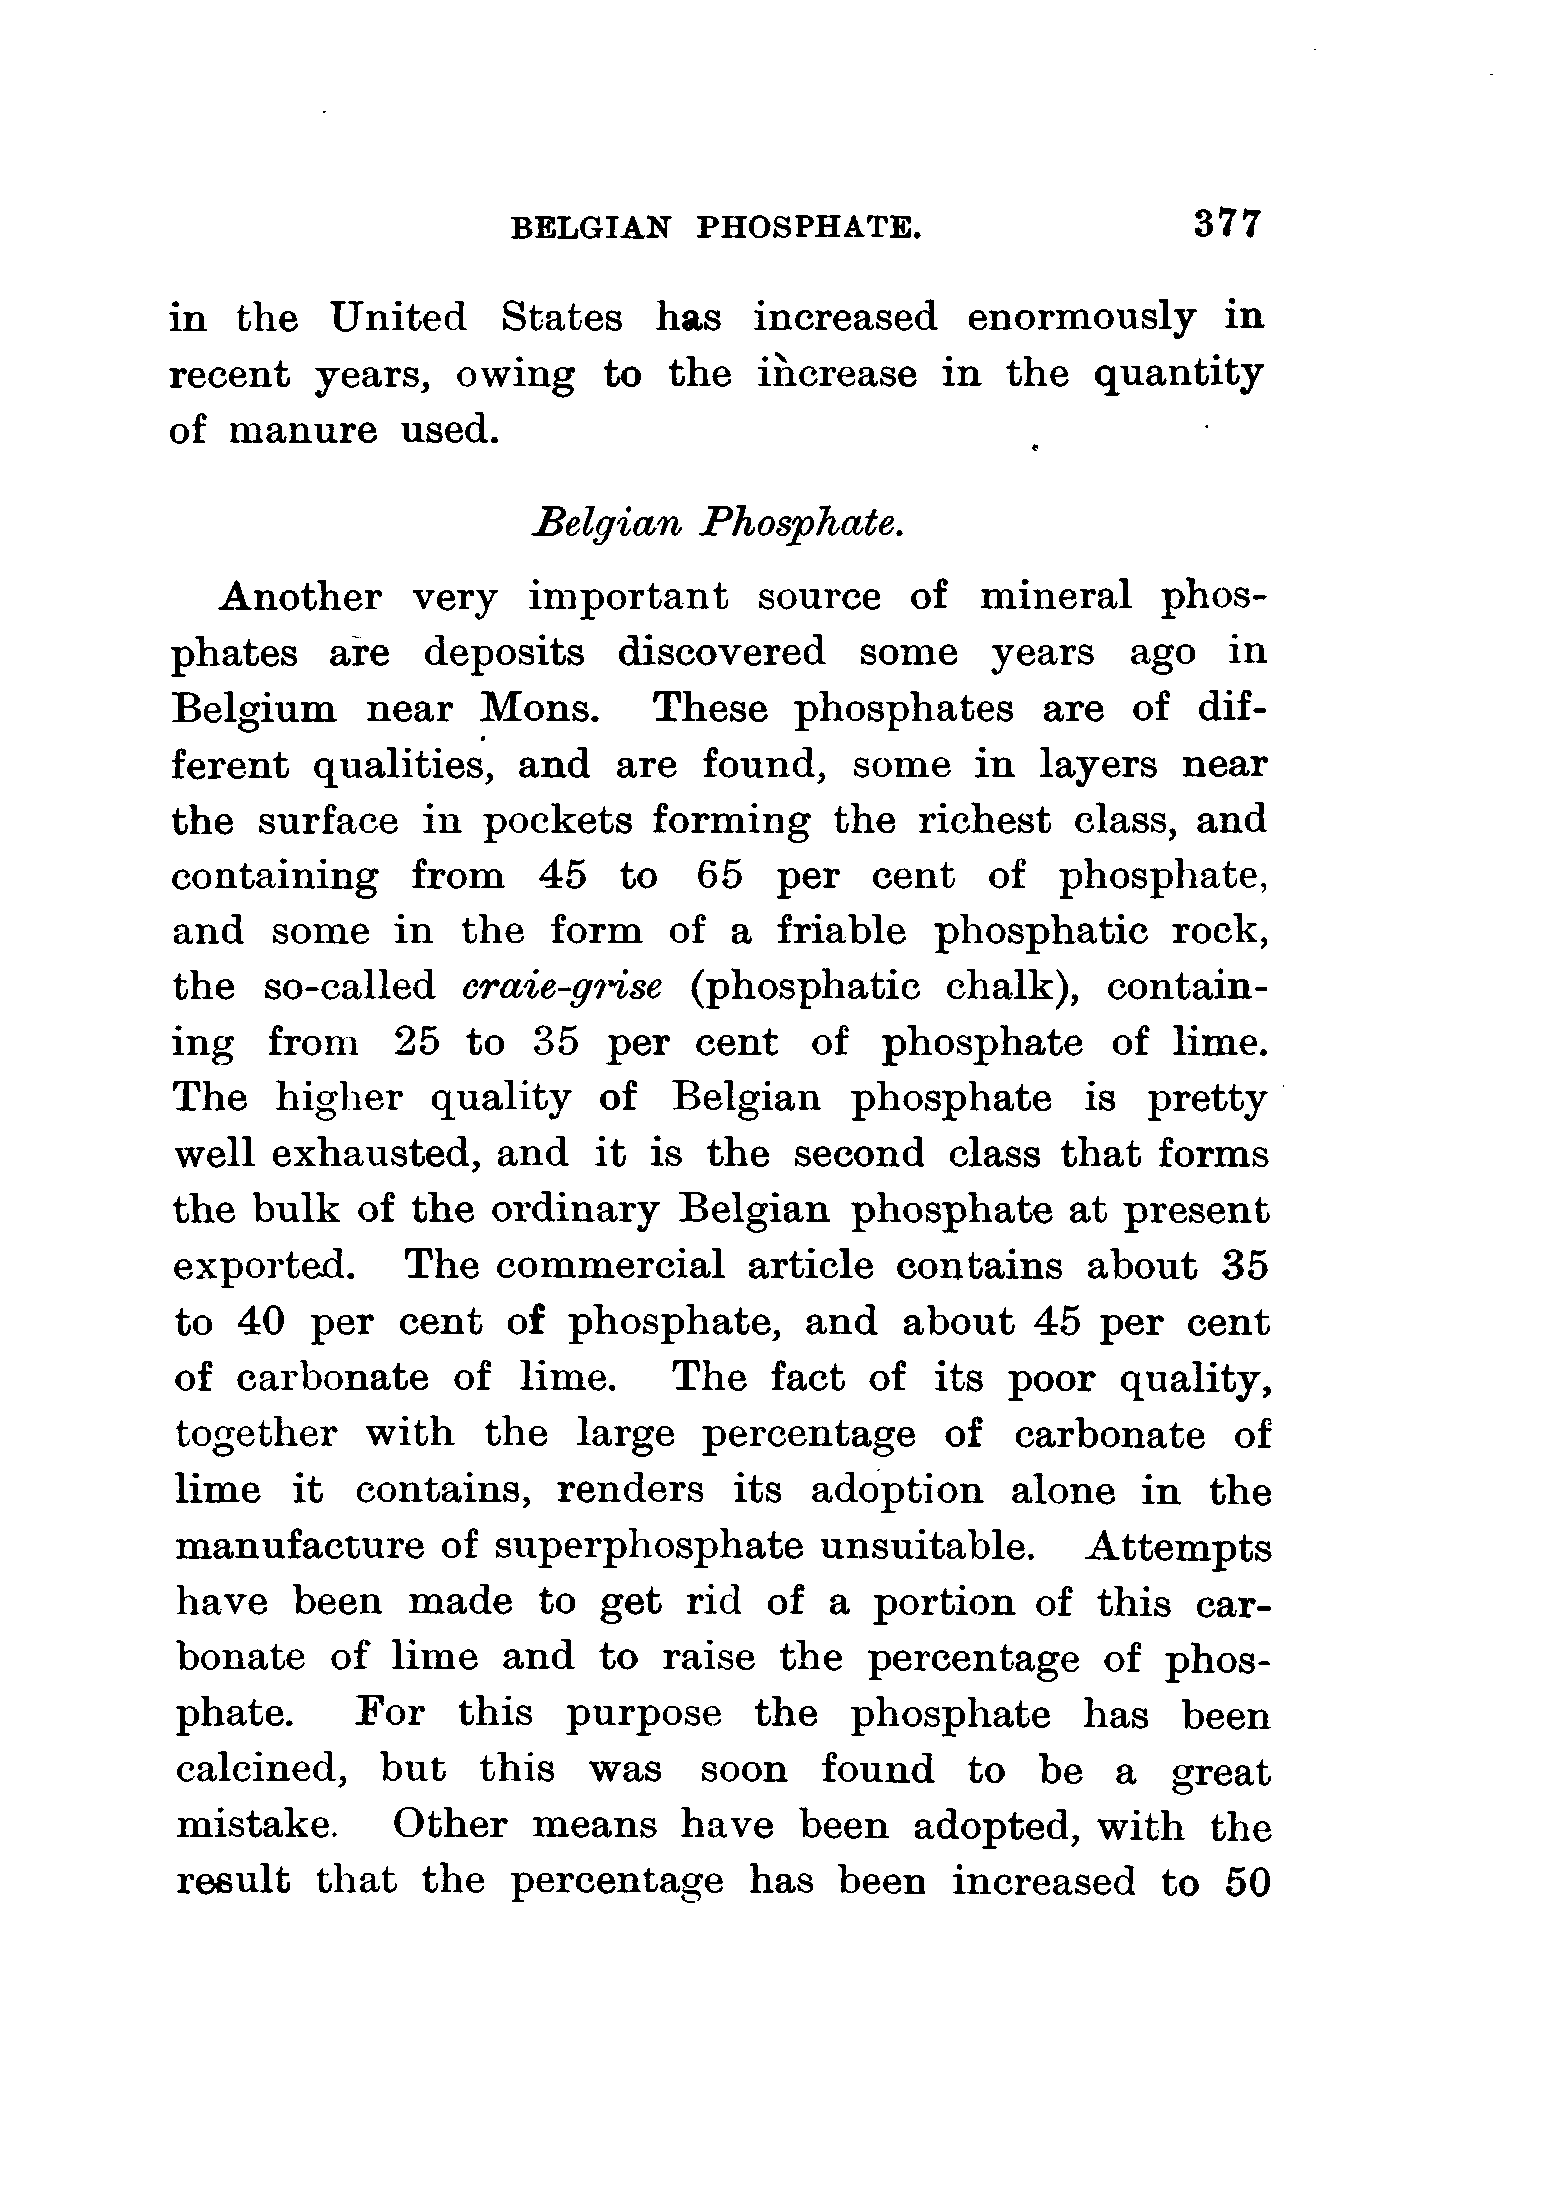 BELGIAN PHOSPHATE. 377
in the United States has increased enormously in
recent years, owing to the increase in the quantity
of manure used.
Belgian Phosphate.
Another very important source of mineral phos-
phates are deposits discovered some years ago in
Belgium near Mons. These phosphates are of dif-
ferent qualities, and are found, some in layers near
the surface in pockets forming the richest class, and
containing from 45 to 65 per cent of phosphate,
and some in the form of a friable phosphatic rock,
the so-called craie-grise (phosphatic chalk), contain-
ing from 25 to 35 per cent of phosphate of lime.
The higher quality of Belgian phosphate is pretty
well exhausted, and it is the second class that forms
the bulk of the ordinary Belgian phosphate at present
exported. The commercial article contains about 35
to 40 per cent of phosphate, and about 45 per cent
of carbonate of lime. The fact of its poor quality,
together with the large percentage of carbonate of
lime it contains, renders its adoption alone in the
manufacture of superphosphate unsuitable. Attempts
have been made to get rid of a portion of this car-
bonate of lime and to raise the percentage of phos-
phate. For this purpose the phosphate has been
calcined, but this was soon found to be a great
mistake. Other means have been adopted, with the
result that the percentage has been increased to 50